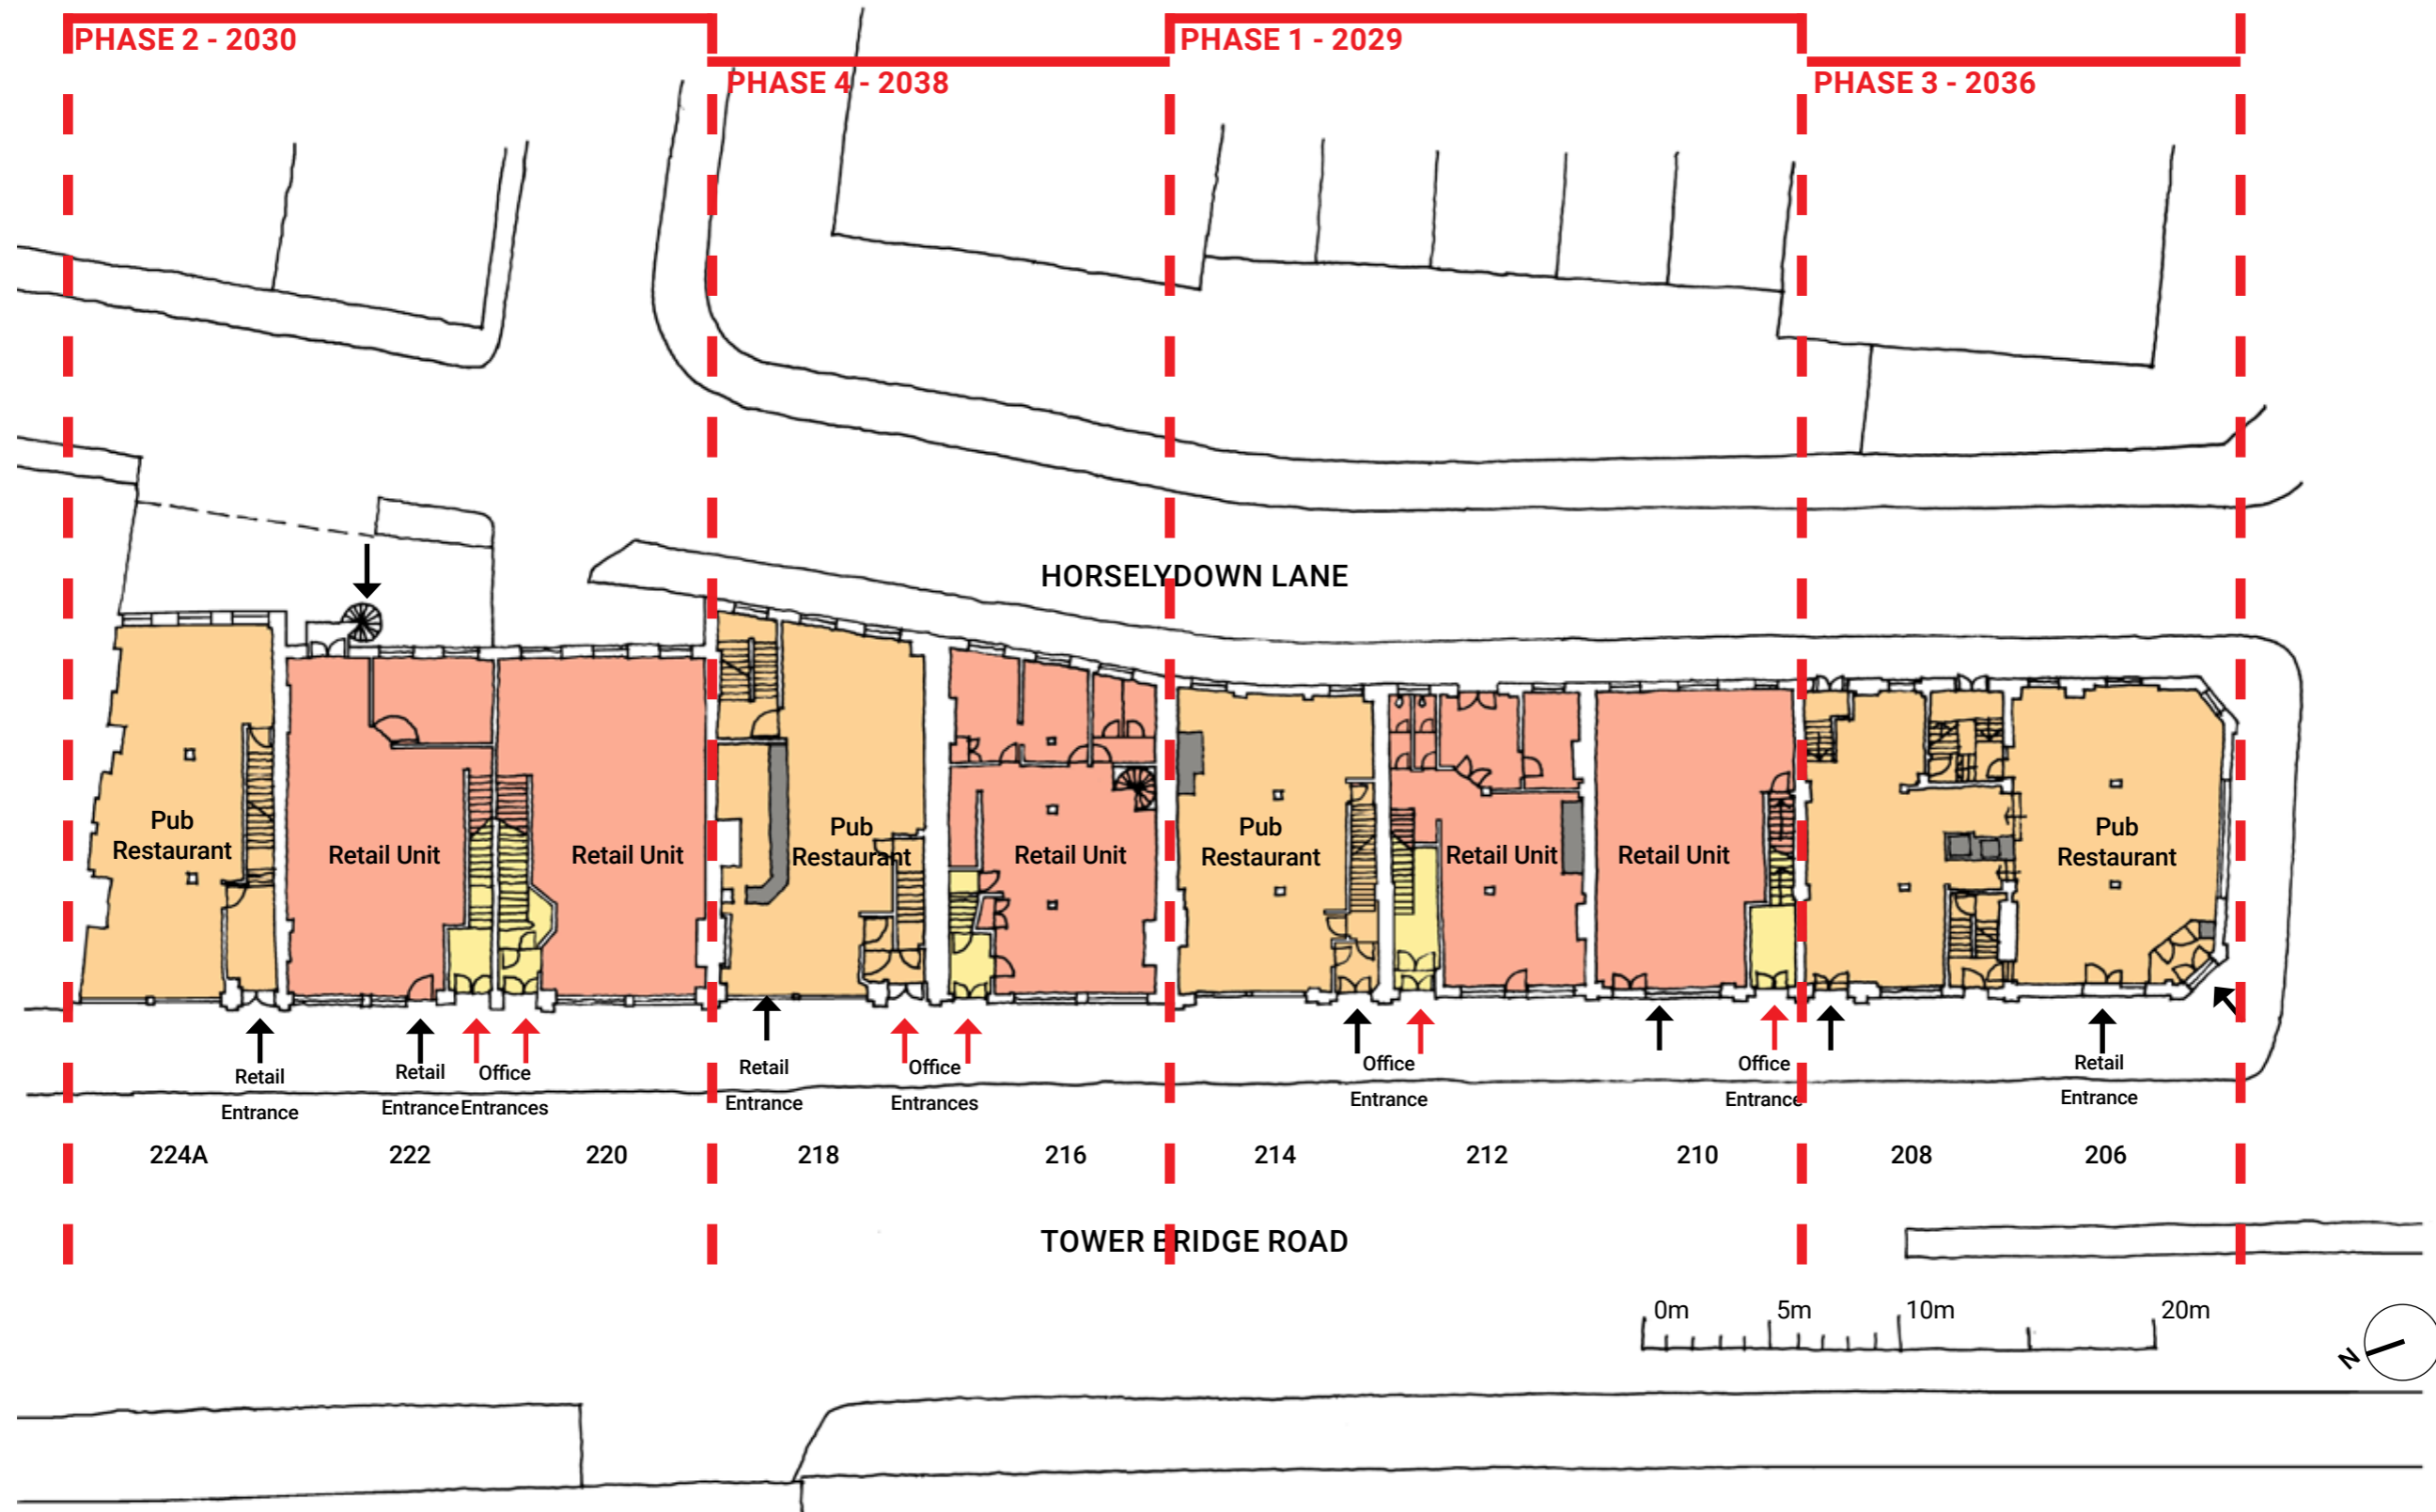 PHASE 2 - 2030
PHASE 1 - 2029
PHASE 4 - 2038
PHASE 3 - 2036
HORSELYDOWN LANE
Pub
Restaurant
Retail Unit
Retail Unit
Pub
Restaurant
Retail Unit
Pub
Restaurant
Retail Unit
Retail Unit
Pub
Restaurant
Retail
Entrance
Retail
Entrance
Office
Entrances
Retail
Entrance
Office
Entrances
Office
Entrance
Office
Entrance
Retail
Entrance
224A
222
220
218
216
214
212
210
208
206
TOWER BRIDGE ROAD
0m 5m 10m 20m
N